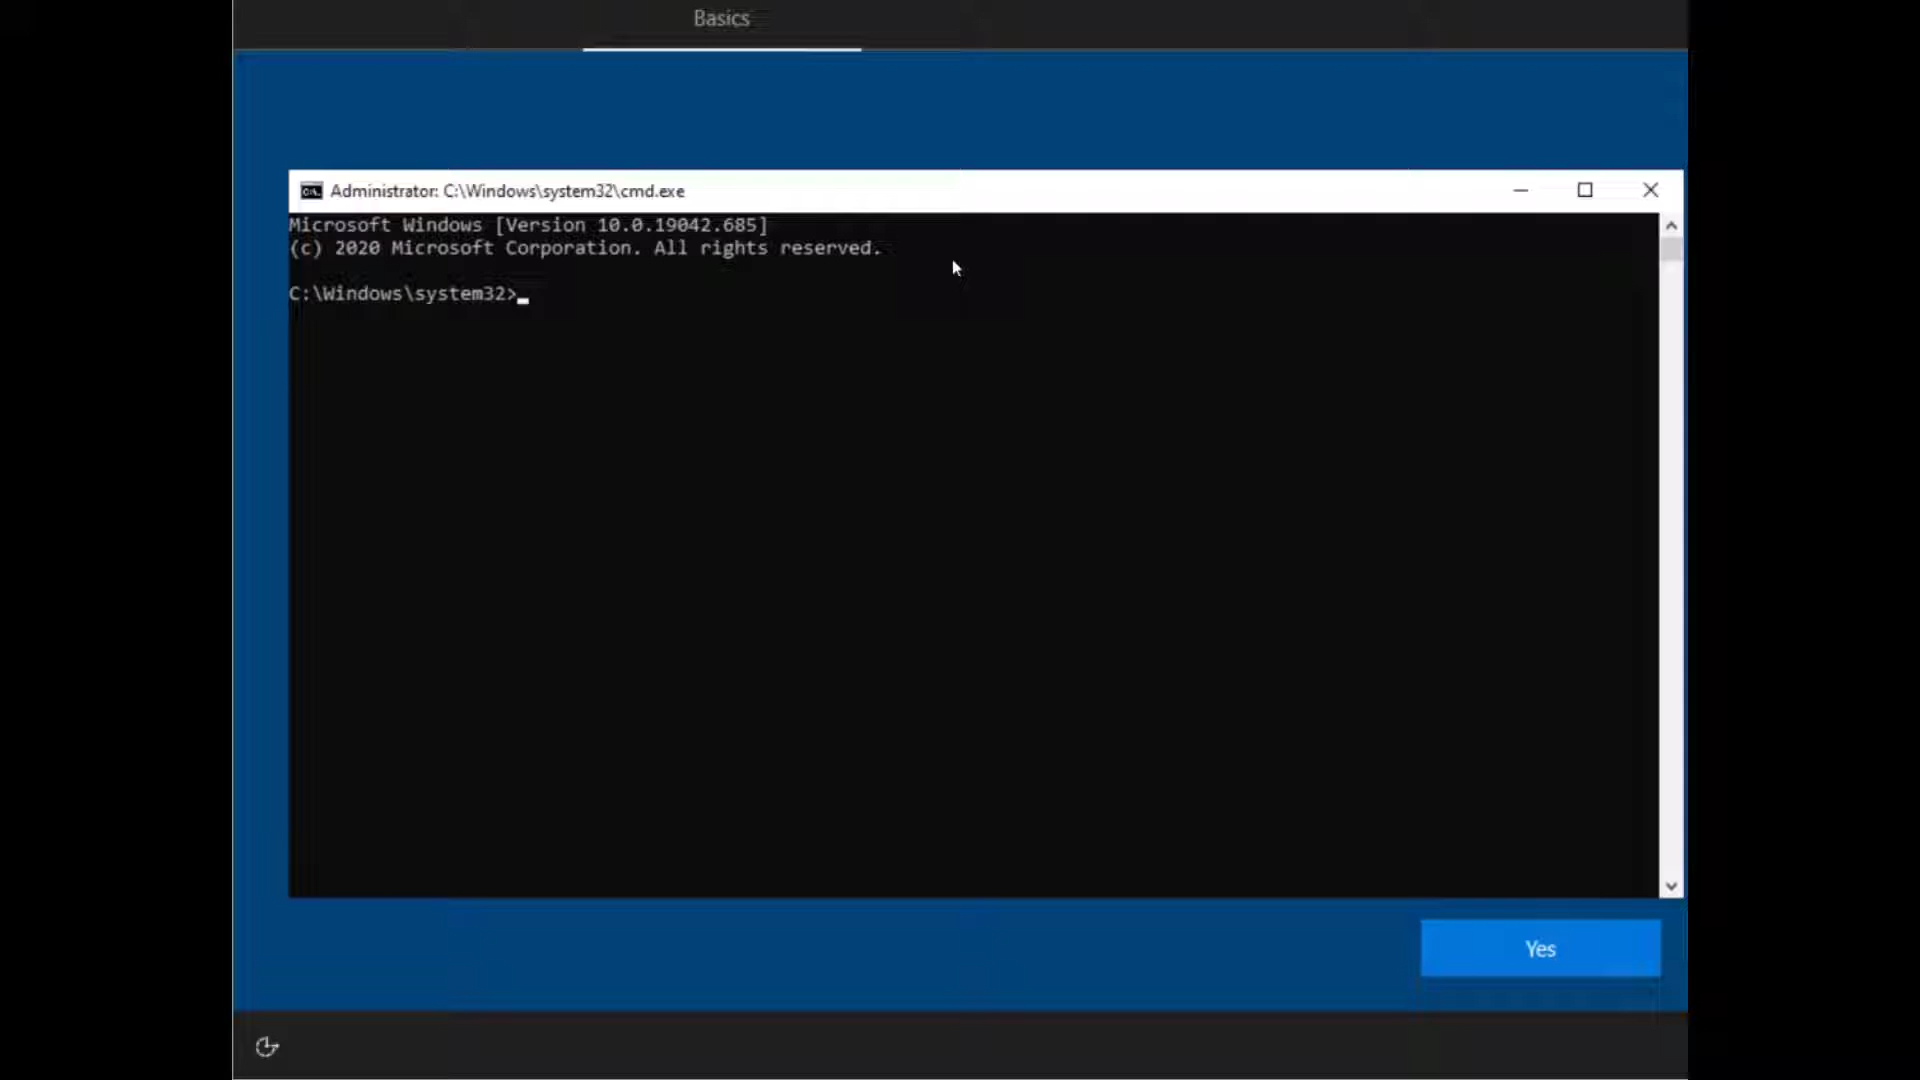 Basics
Administrator: C:\Windows\system32\cmd.exe
Microsoft Windows [Version 10.0.19042.685]
(c) 2020 Microsoft Corporation. All rights reserved.
C:\Windows\system32>
Yes